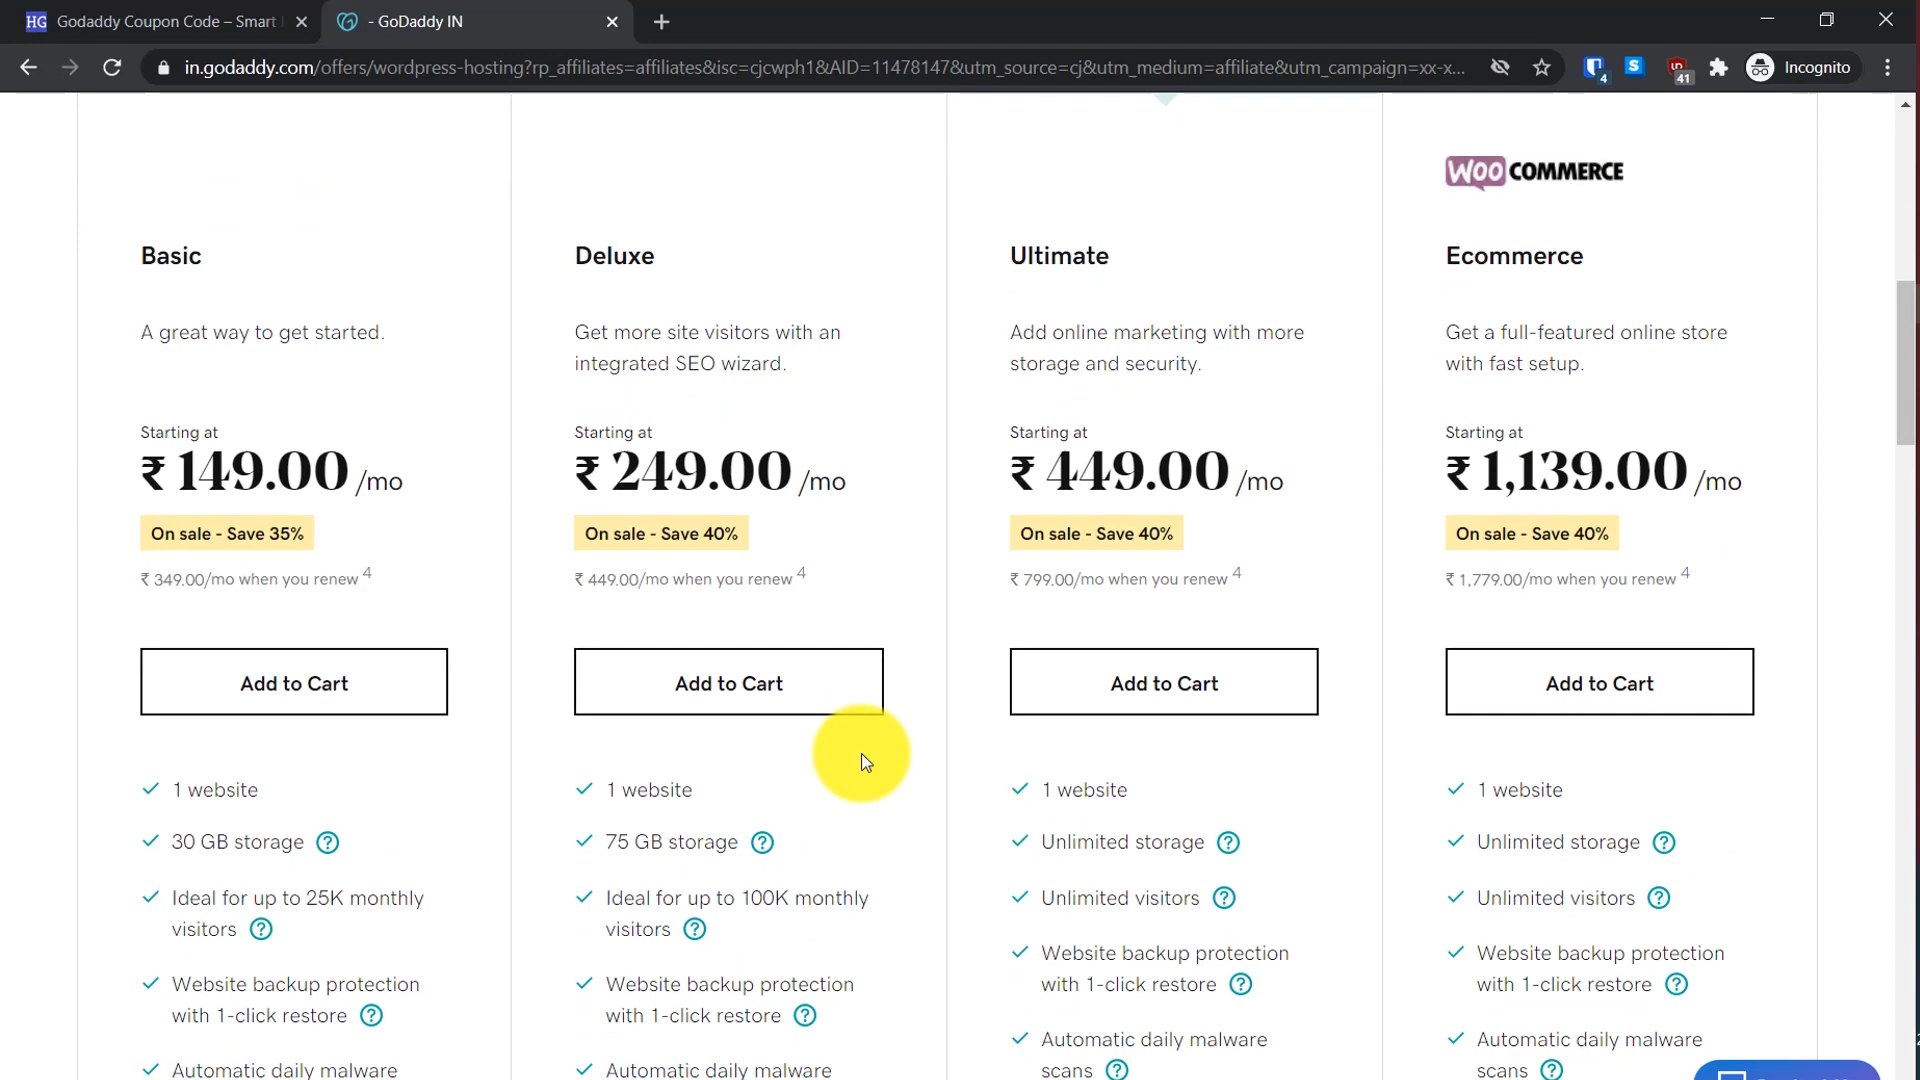 HG Godaddy Coupon Code – Smart
- GoDaddy IN
in.godaddy.com/offers/wordpress-hosting?rp_affiliates=affiliates&isc=cjcwph1&AID=11478147&utm_source=cj&utm_medium=affiliate&utm_campaign=xx-x...
4
S
41
Incognito
WOO COMMERCE
Basic
Deluxe
Ultimate
Ecommerce
A great way to get started.
Get more site visitors with an
integrated SEO wizard.
Add online marketing with more
storage and security.
Get a full-featured online store
with fast setup.
Starting at
₹ 149.00 /mo
On sale - Save 35%
₹ 349.00/mo when you renew 4
Starting at
₹ 249.00 /mo
On sale - Save 40%
₹ 449.00/mo when you renew 4
Starting at
₹ 449.00 /mo
On sale - Save 40%
₹ 799.00/mo when you renew 4
Starting at
₹ 1,139.00 /mo
On sale - Save 40%
₹ 1,779.00/mo when you renew 4
Add to Cart
Add to Cart
Add to Cart
Add to Cart
✓ 1 website
✓ 30 GB storage ?
✓ Ideal for up to 25K monthly
visitors ?
✓ Website backup protection
with 1-click restore ?
✓ Automatic daily malware
✓ 1 website
✓ 75 GB storage ?
✓ Ideal for up to 100K monthly
visitors ?
✓ Website backup protection
with 1-click restore ?
✓ Automatic daily malware
✓ 1 website
✓ Unlimited storage ?
✓ Unlimited visitors ?
✓ Website backup protection
with 1-click restore ?
✓ Automatic daily malware
scans ?
✓ 1 website
✓ Unlimited storage ?
✓ Unlimited visitors ?
✓ Website backup protection
with 1-click restore ?
✓ Automatic daily malware
scans ?